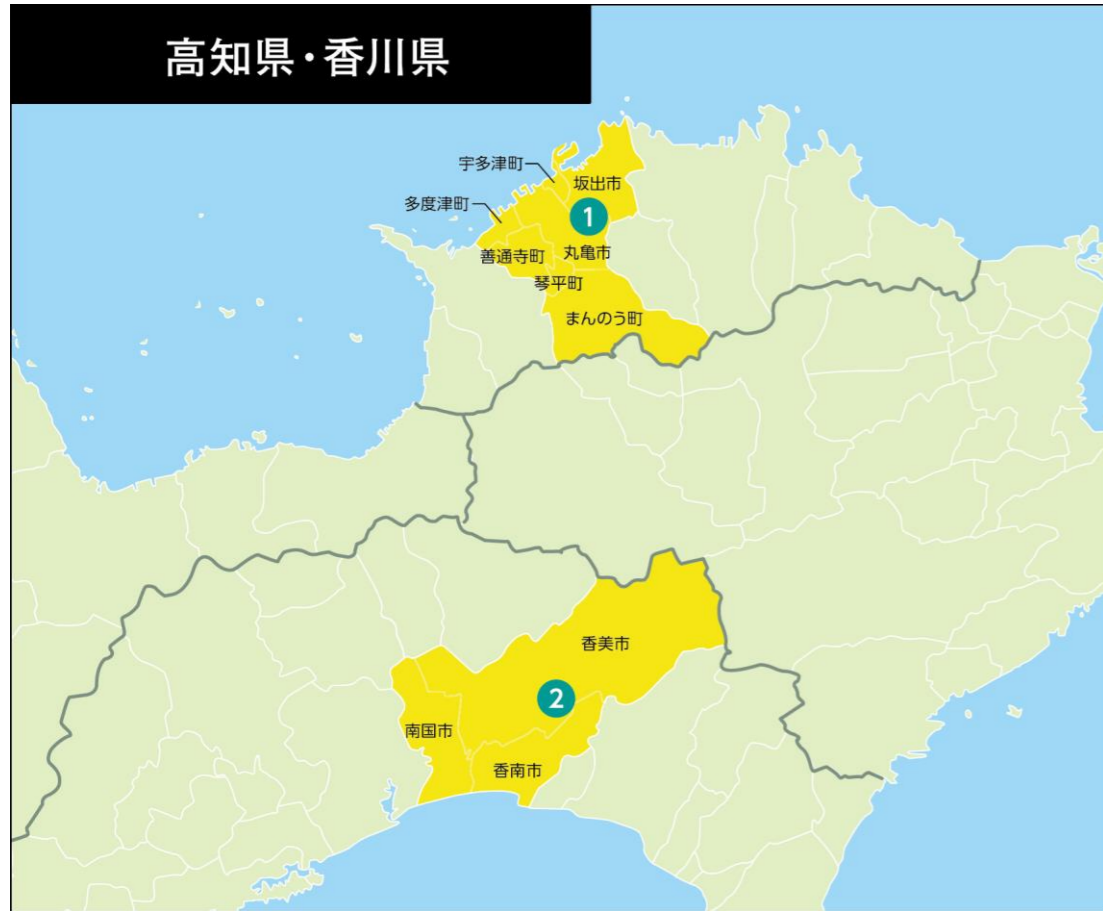 高知県・香川県
宇多津町
坂出市
多度津町
1
善通寺町
丸亀市
琴平町
まんのう町
香美市
2
南国市
香南市